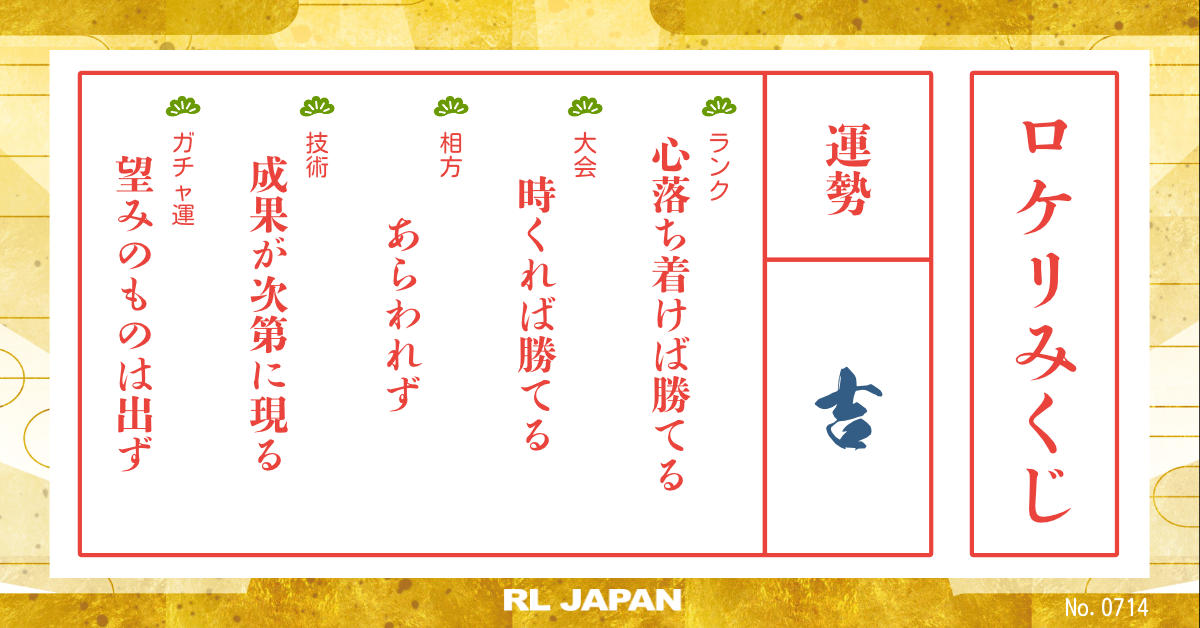 ロケリみくじ
運勢
吉
ランク
心落ち着けば勝てる
大会
時くれば勝てる
相方
あらわれず
技術
成果が次第に現る
ガチャ運
望みのものは出ず
RL JAPAN
No. 0714